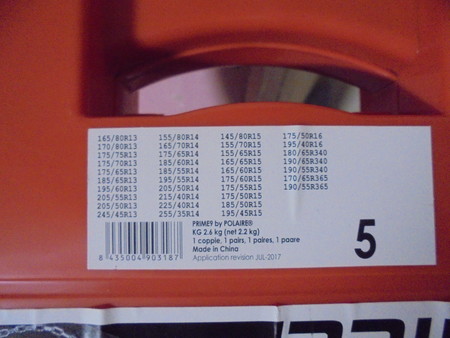 165/80R13 155/80R14 145/80R15 175/50R16
170/80R13 165/70R14 155/70R15 195/40R16
175/75R13 175/65R14 155/65R15 180/65R340
175/70R13 185/60R14 165/65R15 190/65R340
175/65R13 185/55R14 165/60R15 190/55R340
185/65R13 195/55R14 175/60R15 170/65R365
195/60R13 205/50R14 175/55R15 190/55R365
205/55R13 215/40R14 185/55R15
205/50R13 225/40R14 185/50R15
245/45R13 255/35R14 195/45R15
PRIME9 by POLAIRE®
KG 2.6 kg (net 2.2 kg)
1 coppie, 1 pairs, 1 paires, 1 paare
Made in China
Application revision JUL-2017
8 435004 903187
5